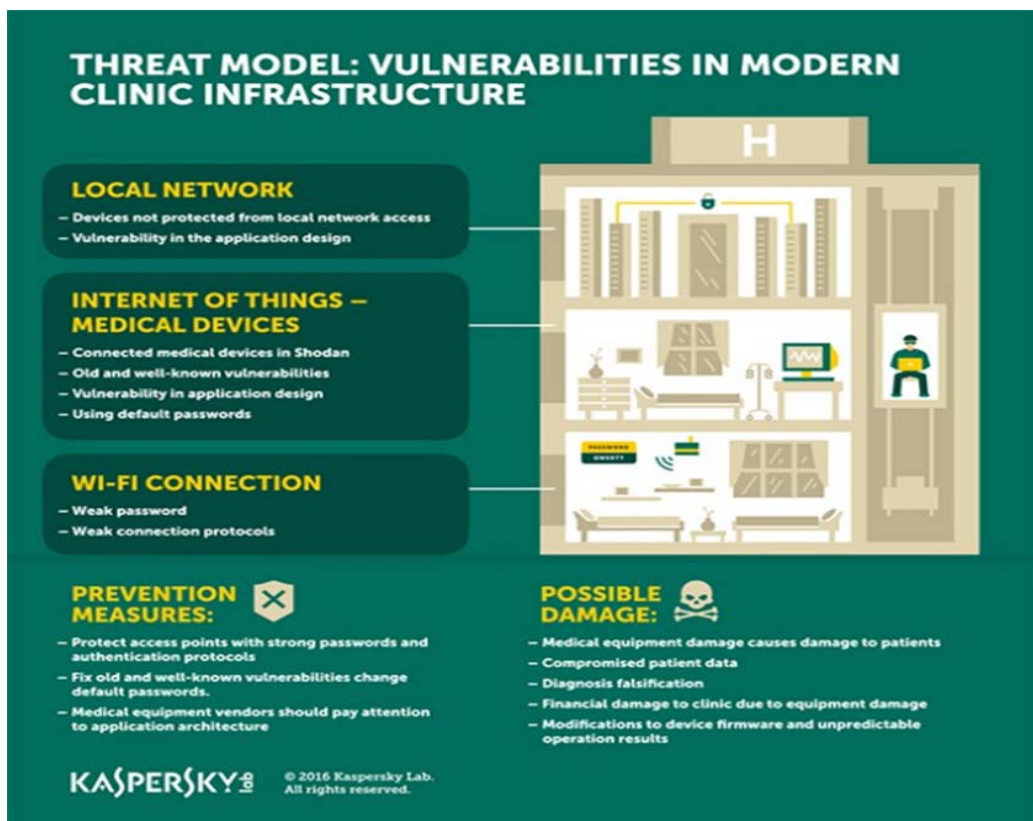 THREAT MODEL: VULNERABILITIES IN MODERN
CLINIC INFRASTRUCTURE
H
LOCAL NETWORK
– Devices not protected from local network access
– Vulnerability in the application design
INTERNET OF THINGS –
MEDICAL DEVICES
– Connected medical devices in Shodan
– Old and well-known vulnerabilities
– Vulnerability in application design
– Using default passwords
PASSWORD
QWERTY
WI-FI CONNECTION
– Weak password
– Weak connection protocols
PREVENTION
MEASURES:
– Protect access points with strong passwords and
authentication protocols
– Fix old and well-known vulnerabilities change
default passwords.
– Medical equipment vendors should pay attention
to application architecture
POSSIBLE
DAMAGE:
– Medical equipment damage causes damage to patients
– Compromised patient data
– Diagnosis falsification
– Financial damage to clinic due to equipment damage
– Modifications to device firmware and unpredictable
operation results
KASPERSKY lab
© 2016 Kaspersky Lab.
All rights reserved.